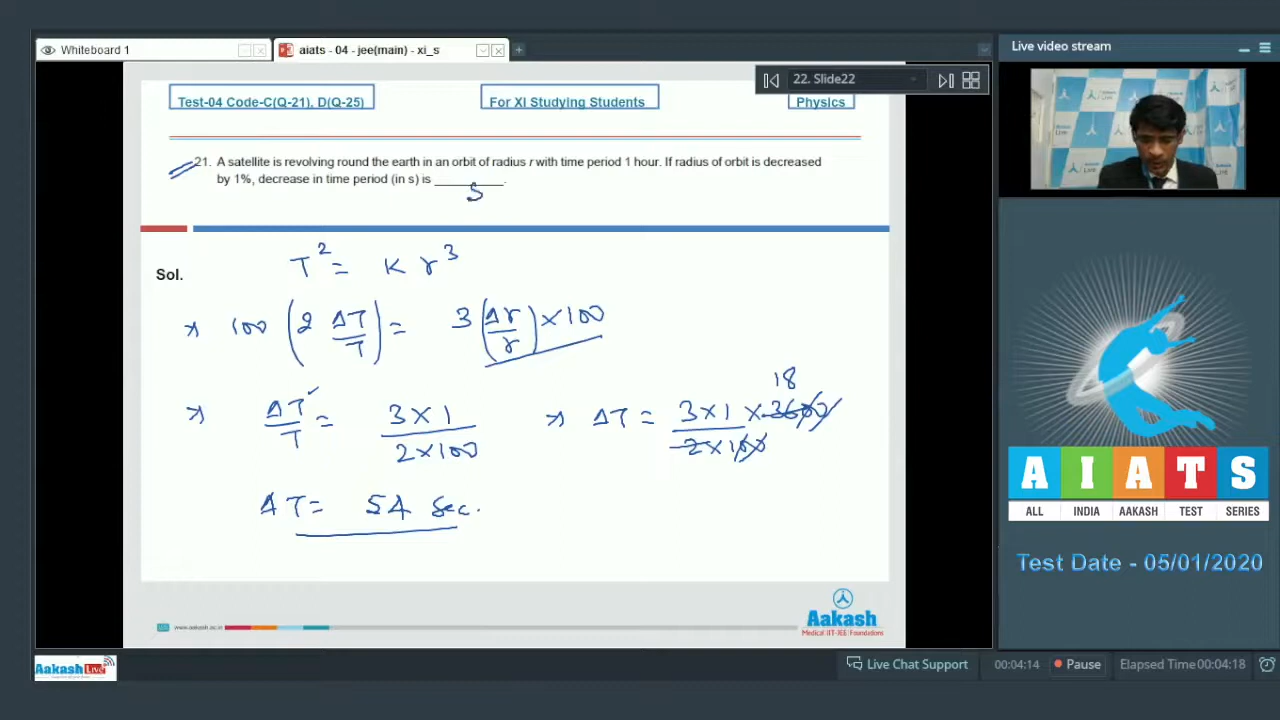 Whiteboard 1
aiats - 04 - jee(main) - xi_s
Live video stream
22. Slide22
Test-04 Code-C(Q-21), D(Q-25)
For XI Studying Students
Physics
21. A satellite is revolving round the earth in an orbit of radius r with time period 1 hour. If radius of orbit is decreased
by 1%, decrease in time period (in s) is ____________.
S
Sol.
T² = K r³
⇒ 100 (2 ΔT/T) = 3 (Δr/r) × 100
⇒ ΔT/T = 3 × 1 / 2 × 100 ⇒ ΔT = 3 × 1 / 2 × 100 × 3600
18
ΔT = 54 Sec.
www.aakash.ac.in
Aakash
Medical|IIT-JEE|Foundations
A I A T S
ALL INDIA AAKASH TEST SERIES
Test Date - 05/01/2020
Aakash Live
Live Chat Support
00:04:14
Pause
Elapsed Time 00:04:18